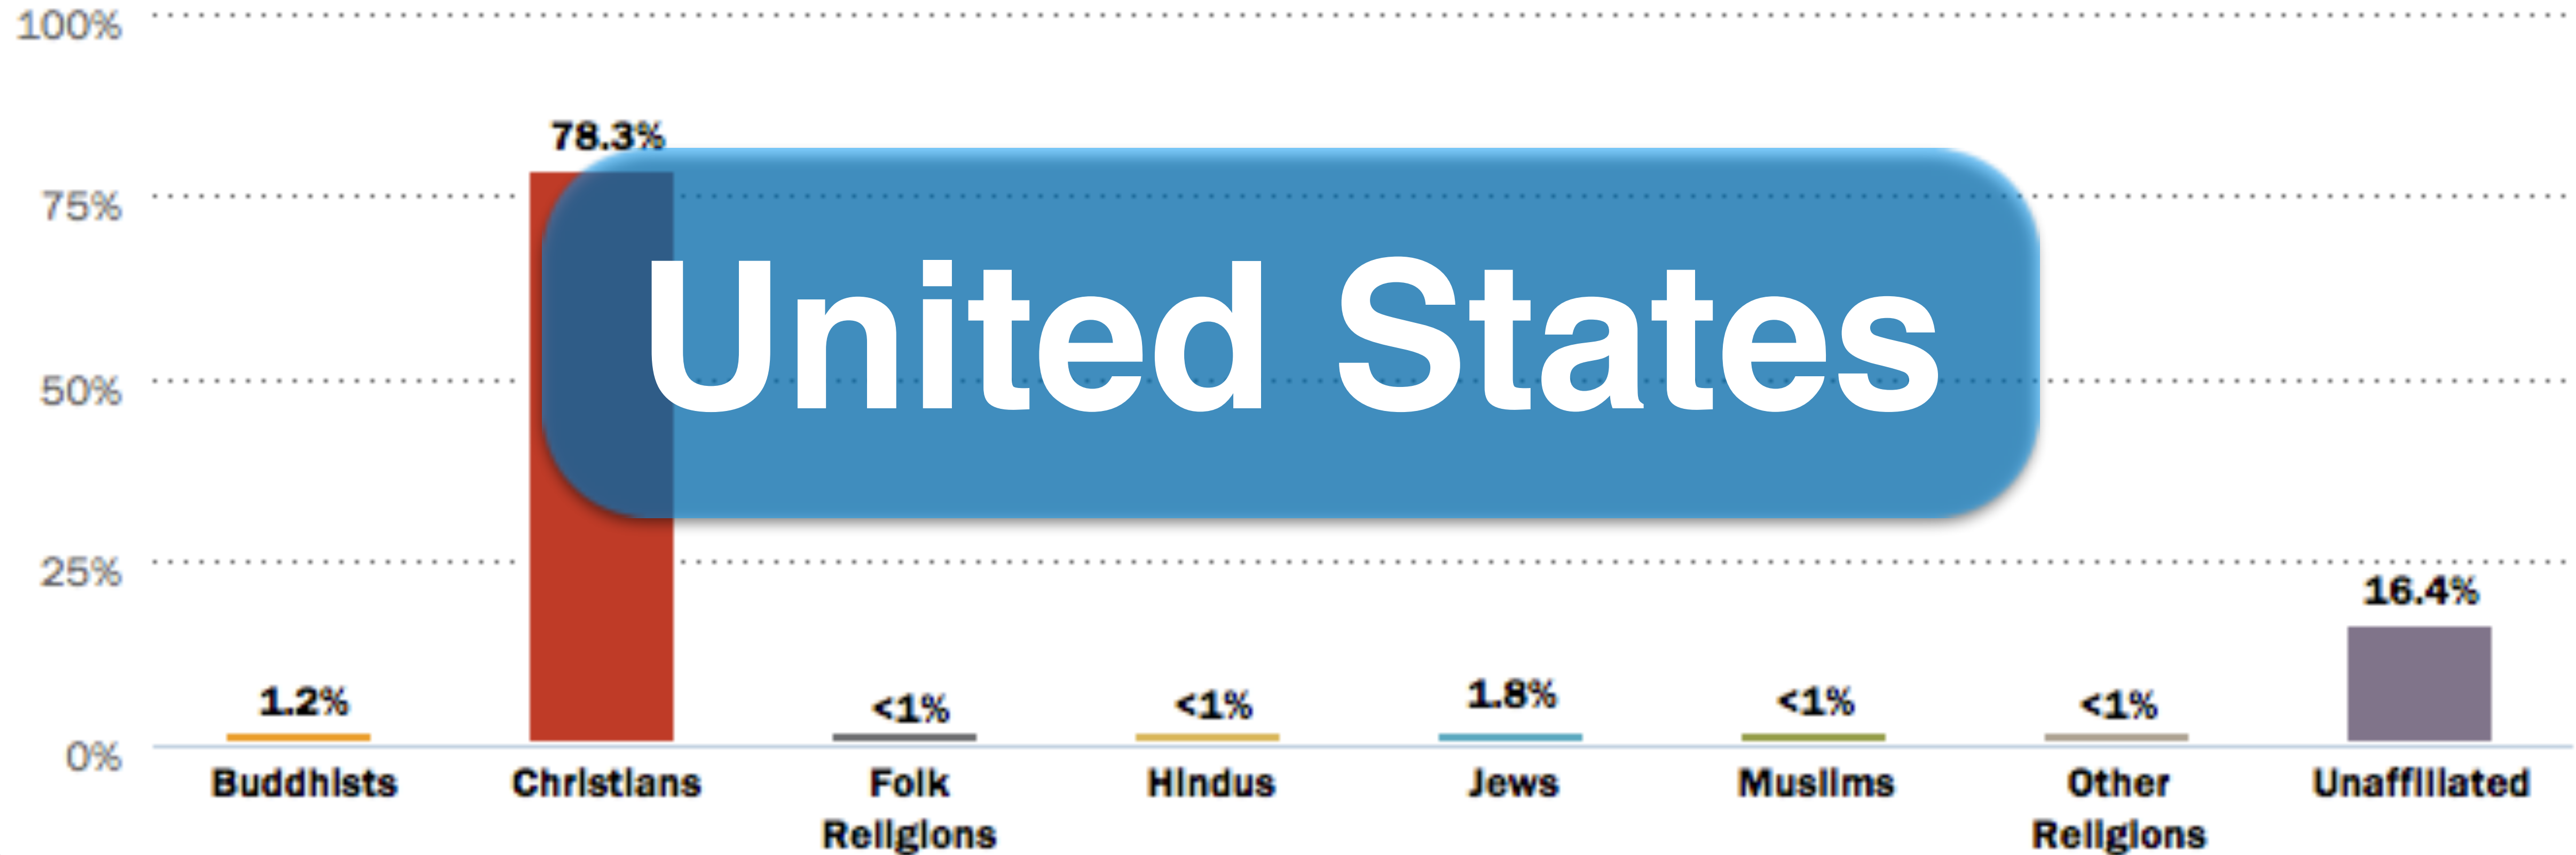 100%
78.3%
75%
United States
50%
25%
16.4%
1.2%
<1%
<1%
1.8%
<1%
<1%
0%
Buddhists
Christians
Folk
Religions
Hindus
Jews
Muslims
Other
Religions
Unaffiliated